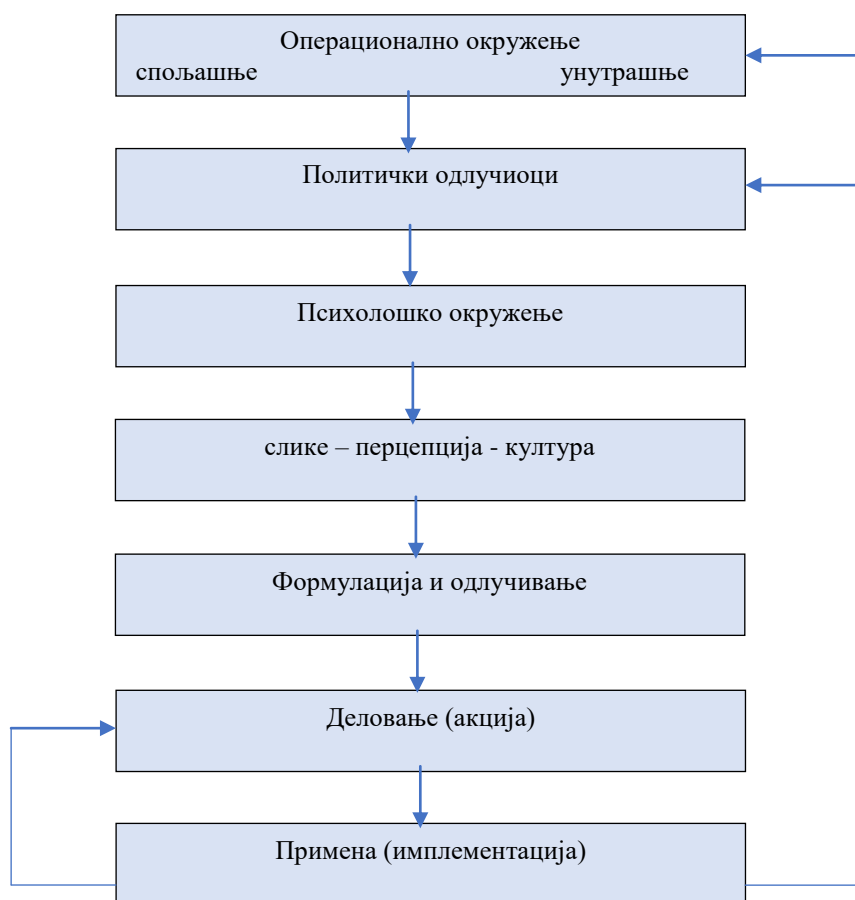 Операционално окружење
спољашње унутрашње
Политички одлучиоци
Психолошко окружење
слике – перцепција - култура
Формулација и одлучивање
Деловање (акција)
Примена (имплементација)